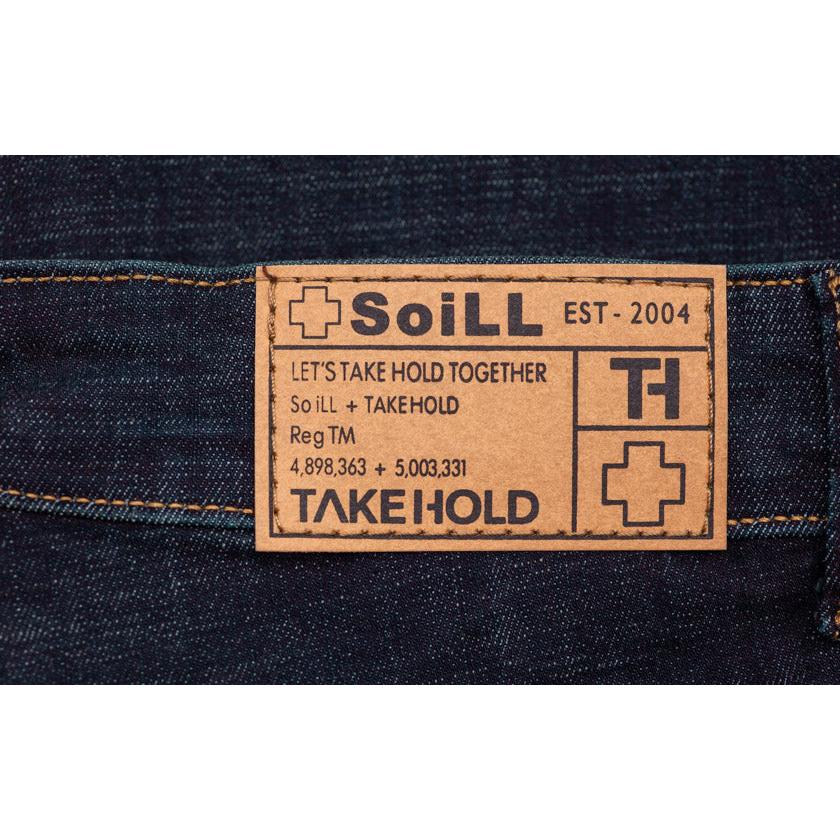 SoiLL EST - 2004
LET'S TAKE HOLD TOGETHER
So iLL + TAKEHOLD
Reg TM
4,898,363 + 5,003,331
TAKEHOLD
TH